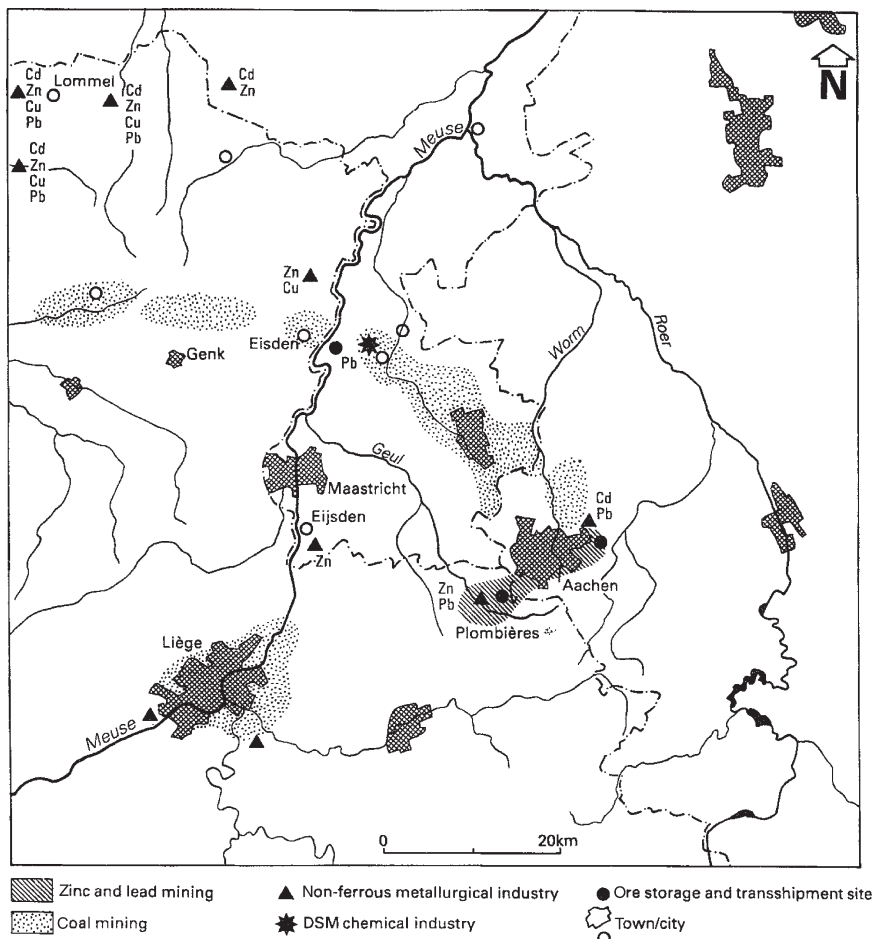 Cd
Zn
Cu
Pb
Lommel
Cd
Zn
Cu
Pb
Cd
Zn
Cd
Zn
Cu
Pb
Meuse
N
Zn
Cu
Eisden
Pb
Genk
Worm
Roer
Geul
Maastricht
Eijsden
Zn
Cd
Pb
Aachen
Zn
Pb
Plombières
Liège
Meuse
0 20km
Zinc and lead mining
Non-ferrous metallurgical industry
Ore storage and transshipment site
Coal mining
DSM chemical industry
Town/city